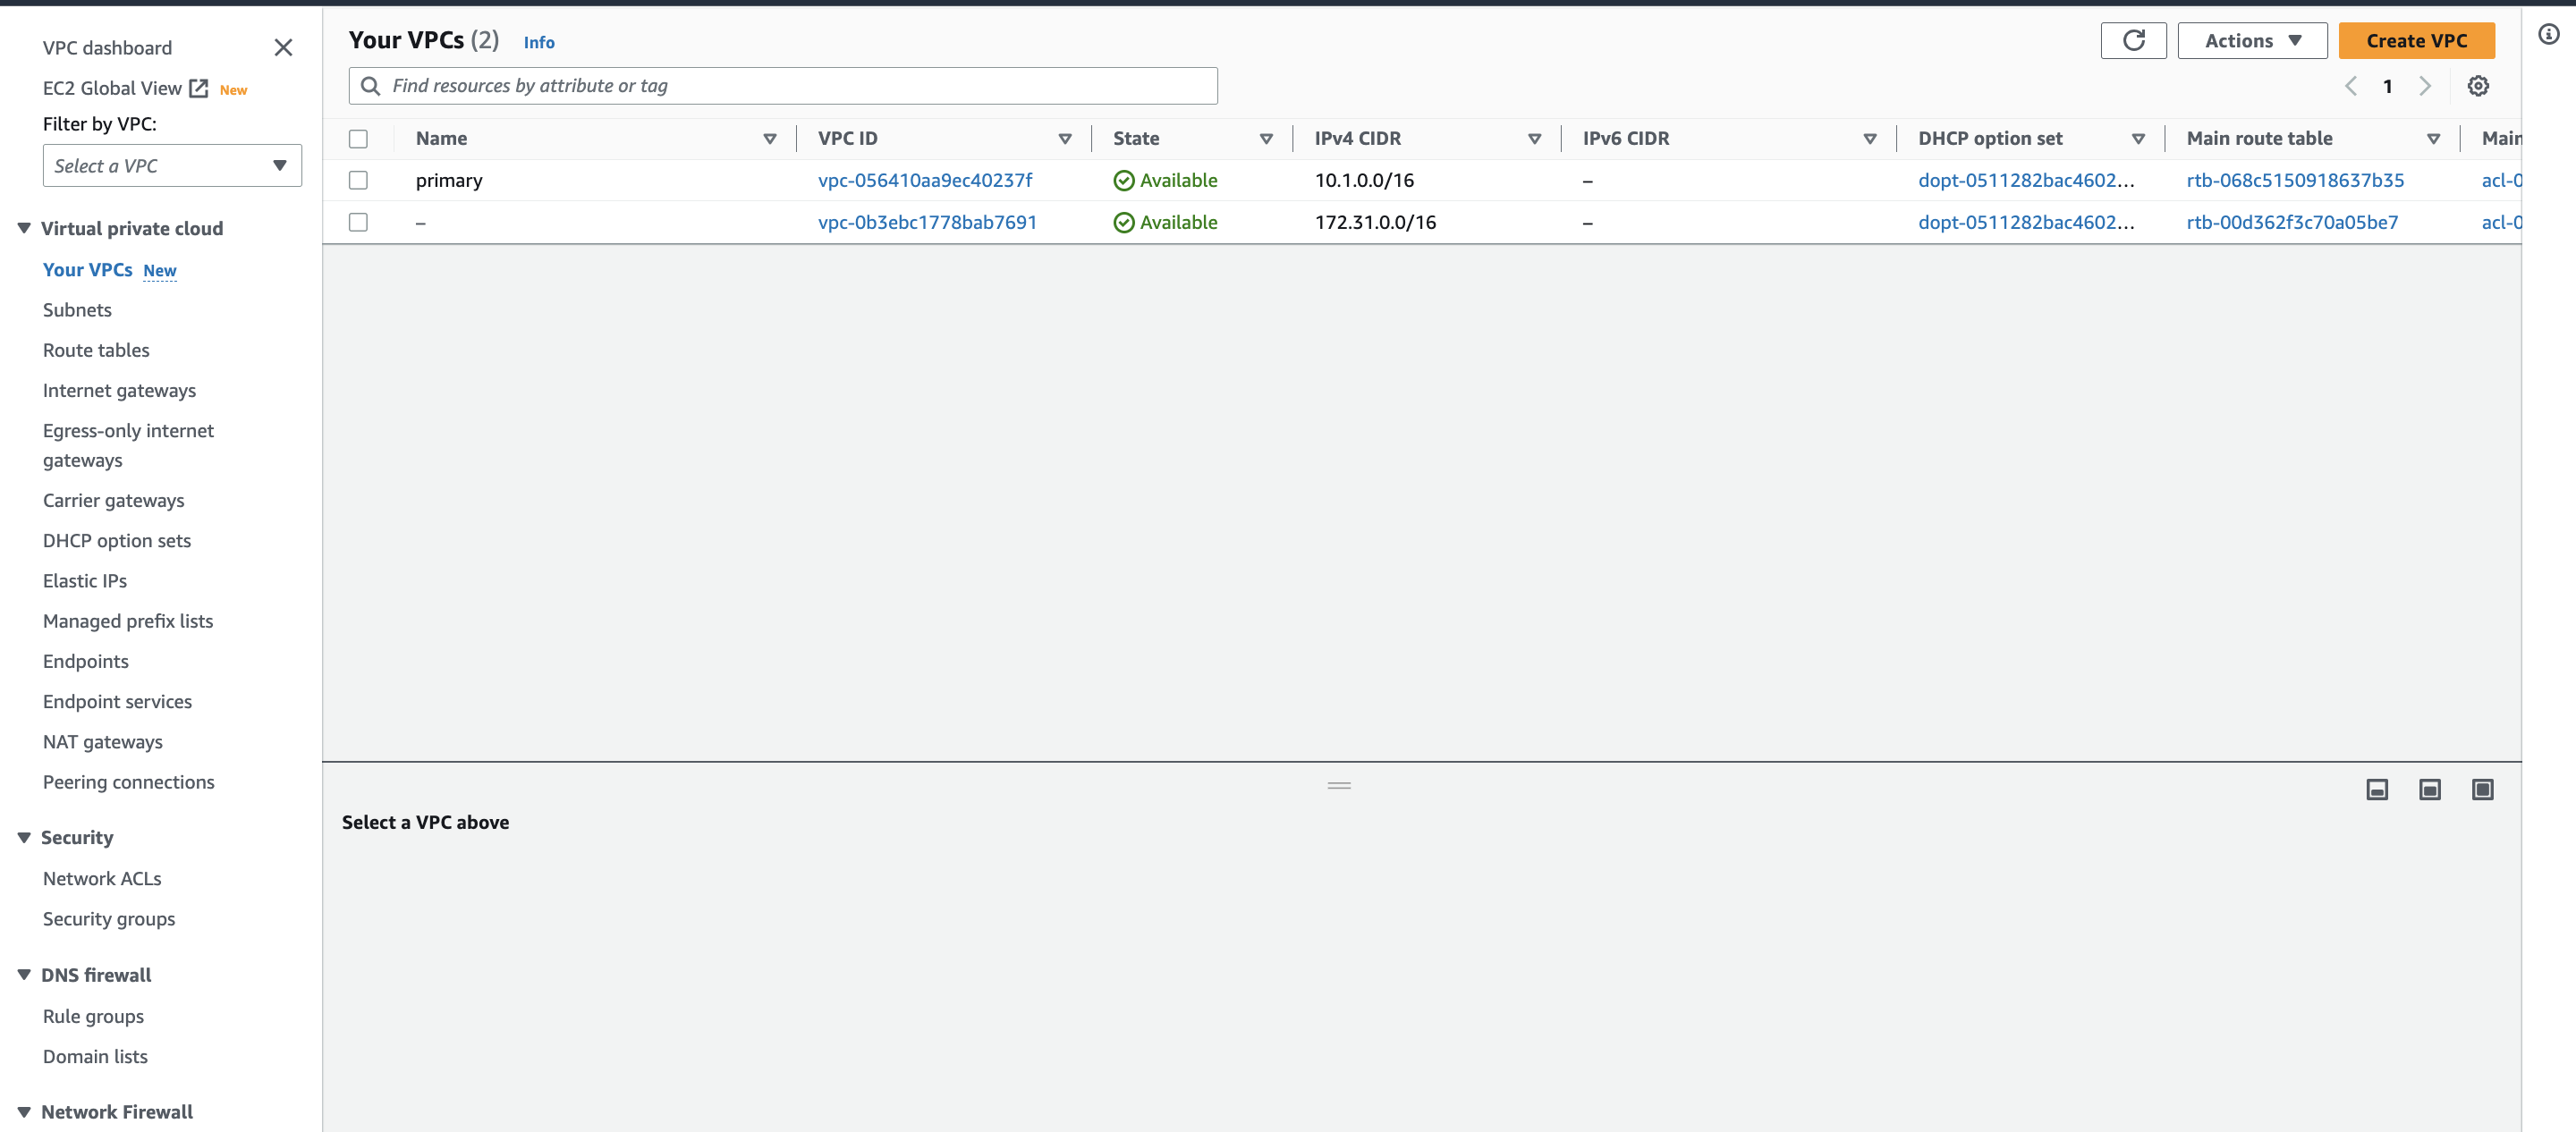 VPC dashboard
EC2 Global View New
Filter by VPC:
Select a VPC
Virtual private cloud
Your VPCs New
Subnets
Route tables
Internet gateways
Egress-only internet
gateways
Carrier gateways
DHCP option sets
Elastic IPs
Managed prefix lists
Endpoints
Endpoint services
NAT gateways
Peering connections
Security
Network ACLs
Security groups
DNS firewall
Rule groups
Domain lists
Network Firewall
Your VPCs (2) Info
Actions
Create VPC
Find resources by attribute or tag
1
Name VPC ID State IPv4 CIDR IPv6 CIDR DHCP option set Main route table Main
primary vpc-056410aa9ec40237f Available 10.1.0.0/16 – dopt-0511282bac4602... rtb-068c5150918637b35 acl-0
– vpc-0b3ebc1778bab7691 Available 172.31.0.0/16 – dopt-0511282bac4602... rtb-00d362f3c70a05be7 acl-0
Select a VPC above